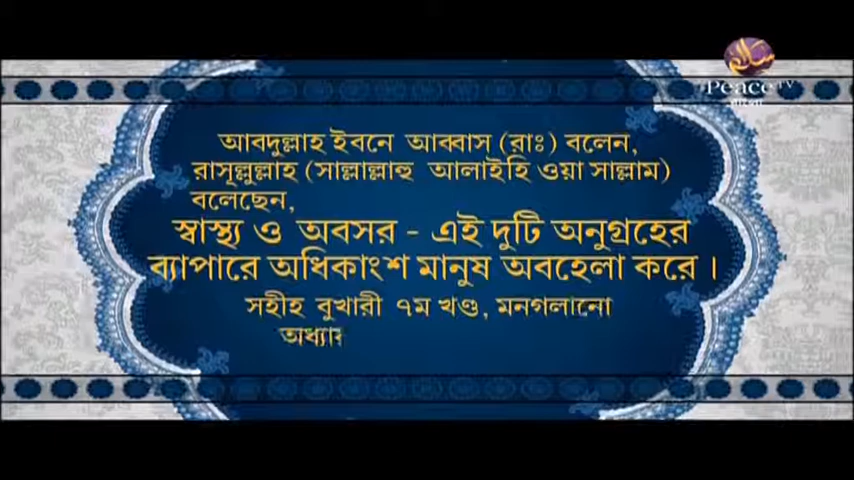 Peace TV
বাংলা
আবদুল্লাহ ইবনে আব্বাস (রাঃ) বলেন,
রাসূলুল্লাহ (সাল্লাল্লাহু আলাইহি ওয়া সাল্লাম)
বলেছেন,
স্বাস্থ্য ও অবসর - এই দুটি অনুগ্রহের
ব্যাপারে অধিকাংশ মানুষ অবহেলা করে ।
সহীহ বুখারী ৭ম খণ্ড, মনগলানো